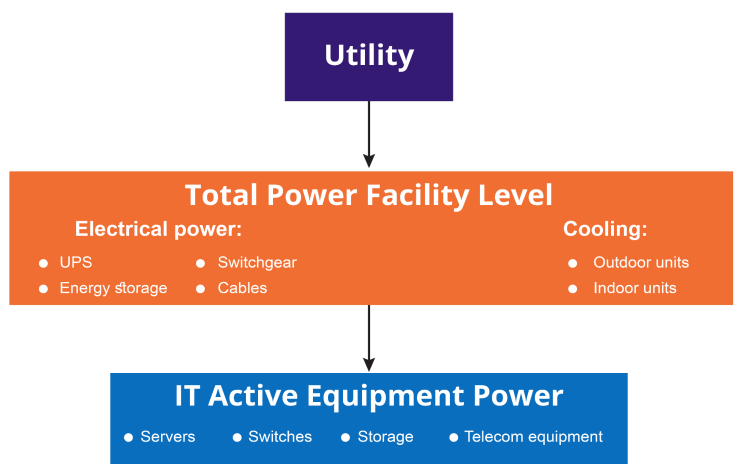 Utility
Total Power Facility Level
Electrical power:
Cooling:
UPS
Switchgear
Outdoor units
Energy storage
Cables
Indoor units
IT Active Equipment Power
Servers
Switches
Storage
Telecom equipment